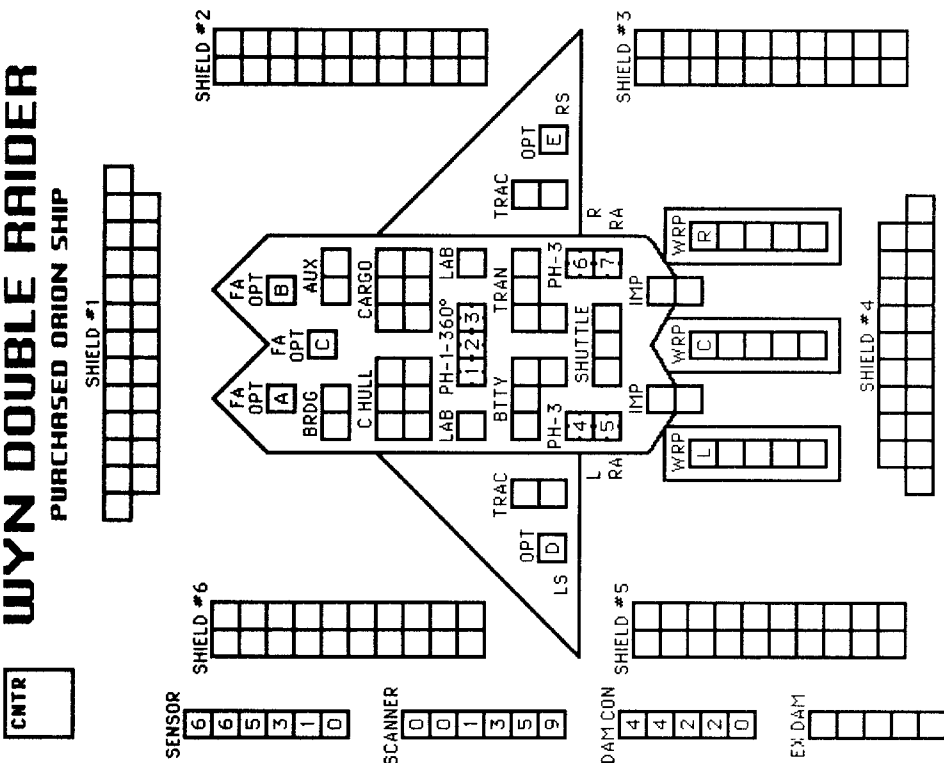 WYN DOUBLE RAIDER
PURCHASED ORION SHIP
CNTR
SHIELD #1
SHIELD #2
SHIELD #3
SHIELD #4
SHIELD #5
SHIELD #6
SENSOR
6 6 5 3 1 0
SCANNER
0 0 1 3 5 9
DAM CON
4 4 2 2 0
EX DAM
FA
OPT
A
FA
OPT
C
FA
OPT
B
BRDG
AUX
C HULL
CARGO
LAB
PH-1-360°
1 2 3
LAB
BTTY
TRAN
PH-3
4
5
SHUTTLE
PH-3
6
7
L
RA
R
RA
TRAC
OPT
D
LS
TRAC
OPT
E
RS
IMP
IMP
WRP
L
WRP
C
WRP
R